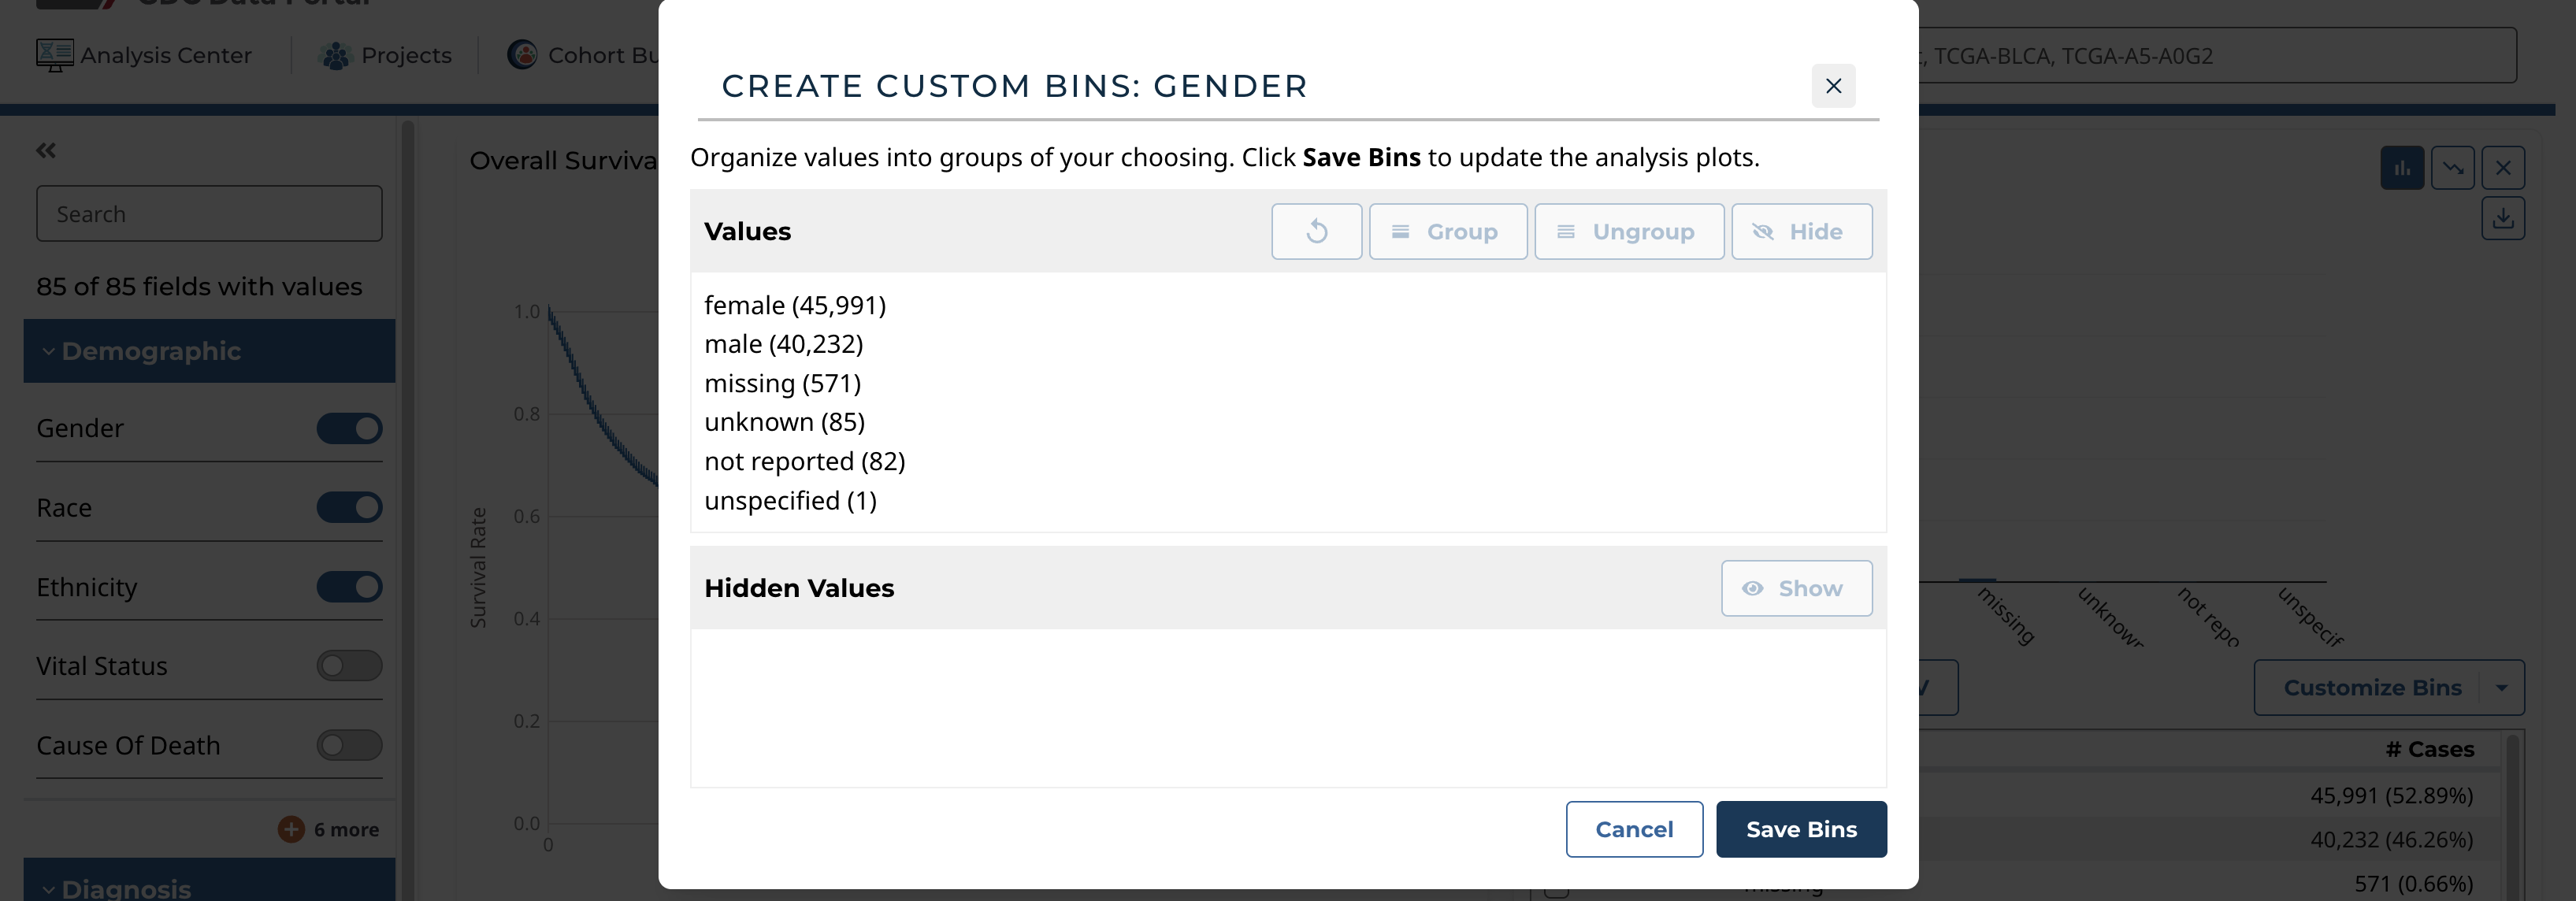 GDC Data Portal
Analysis Center
Projects
Cohort Bu
, TCGA-BLCA, TCGA-A5-A0G2
CREATE CUSTOM BINS: GENDER
Organize values into groups of your choosing. Click Save Bins to update the analysis plots.
Values
Group
Ungroup
Hide
female (45,991)
male (40,232)
missing (571)
unknown (85)
not reported (82)
unspecified (1)
Hidden Values
Show
Cancel
Save Bins
Search
85 of 85 fields with values
Demographic
Gender
Race
Ethnicity
Vital Status
Cause Of Death
6 more
Diagnosis
Overall Surviva
Survival Rate
1.0
0.8
0.6
0.4
0.2
0.0
0
missing
unknown
not repo
unspecif
Customize Bins
# Cases
45,991 (52.89%)
40,232 (46.26%)
missing
571 (0.66%)